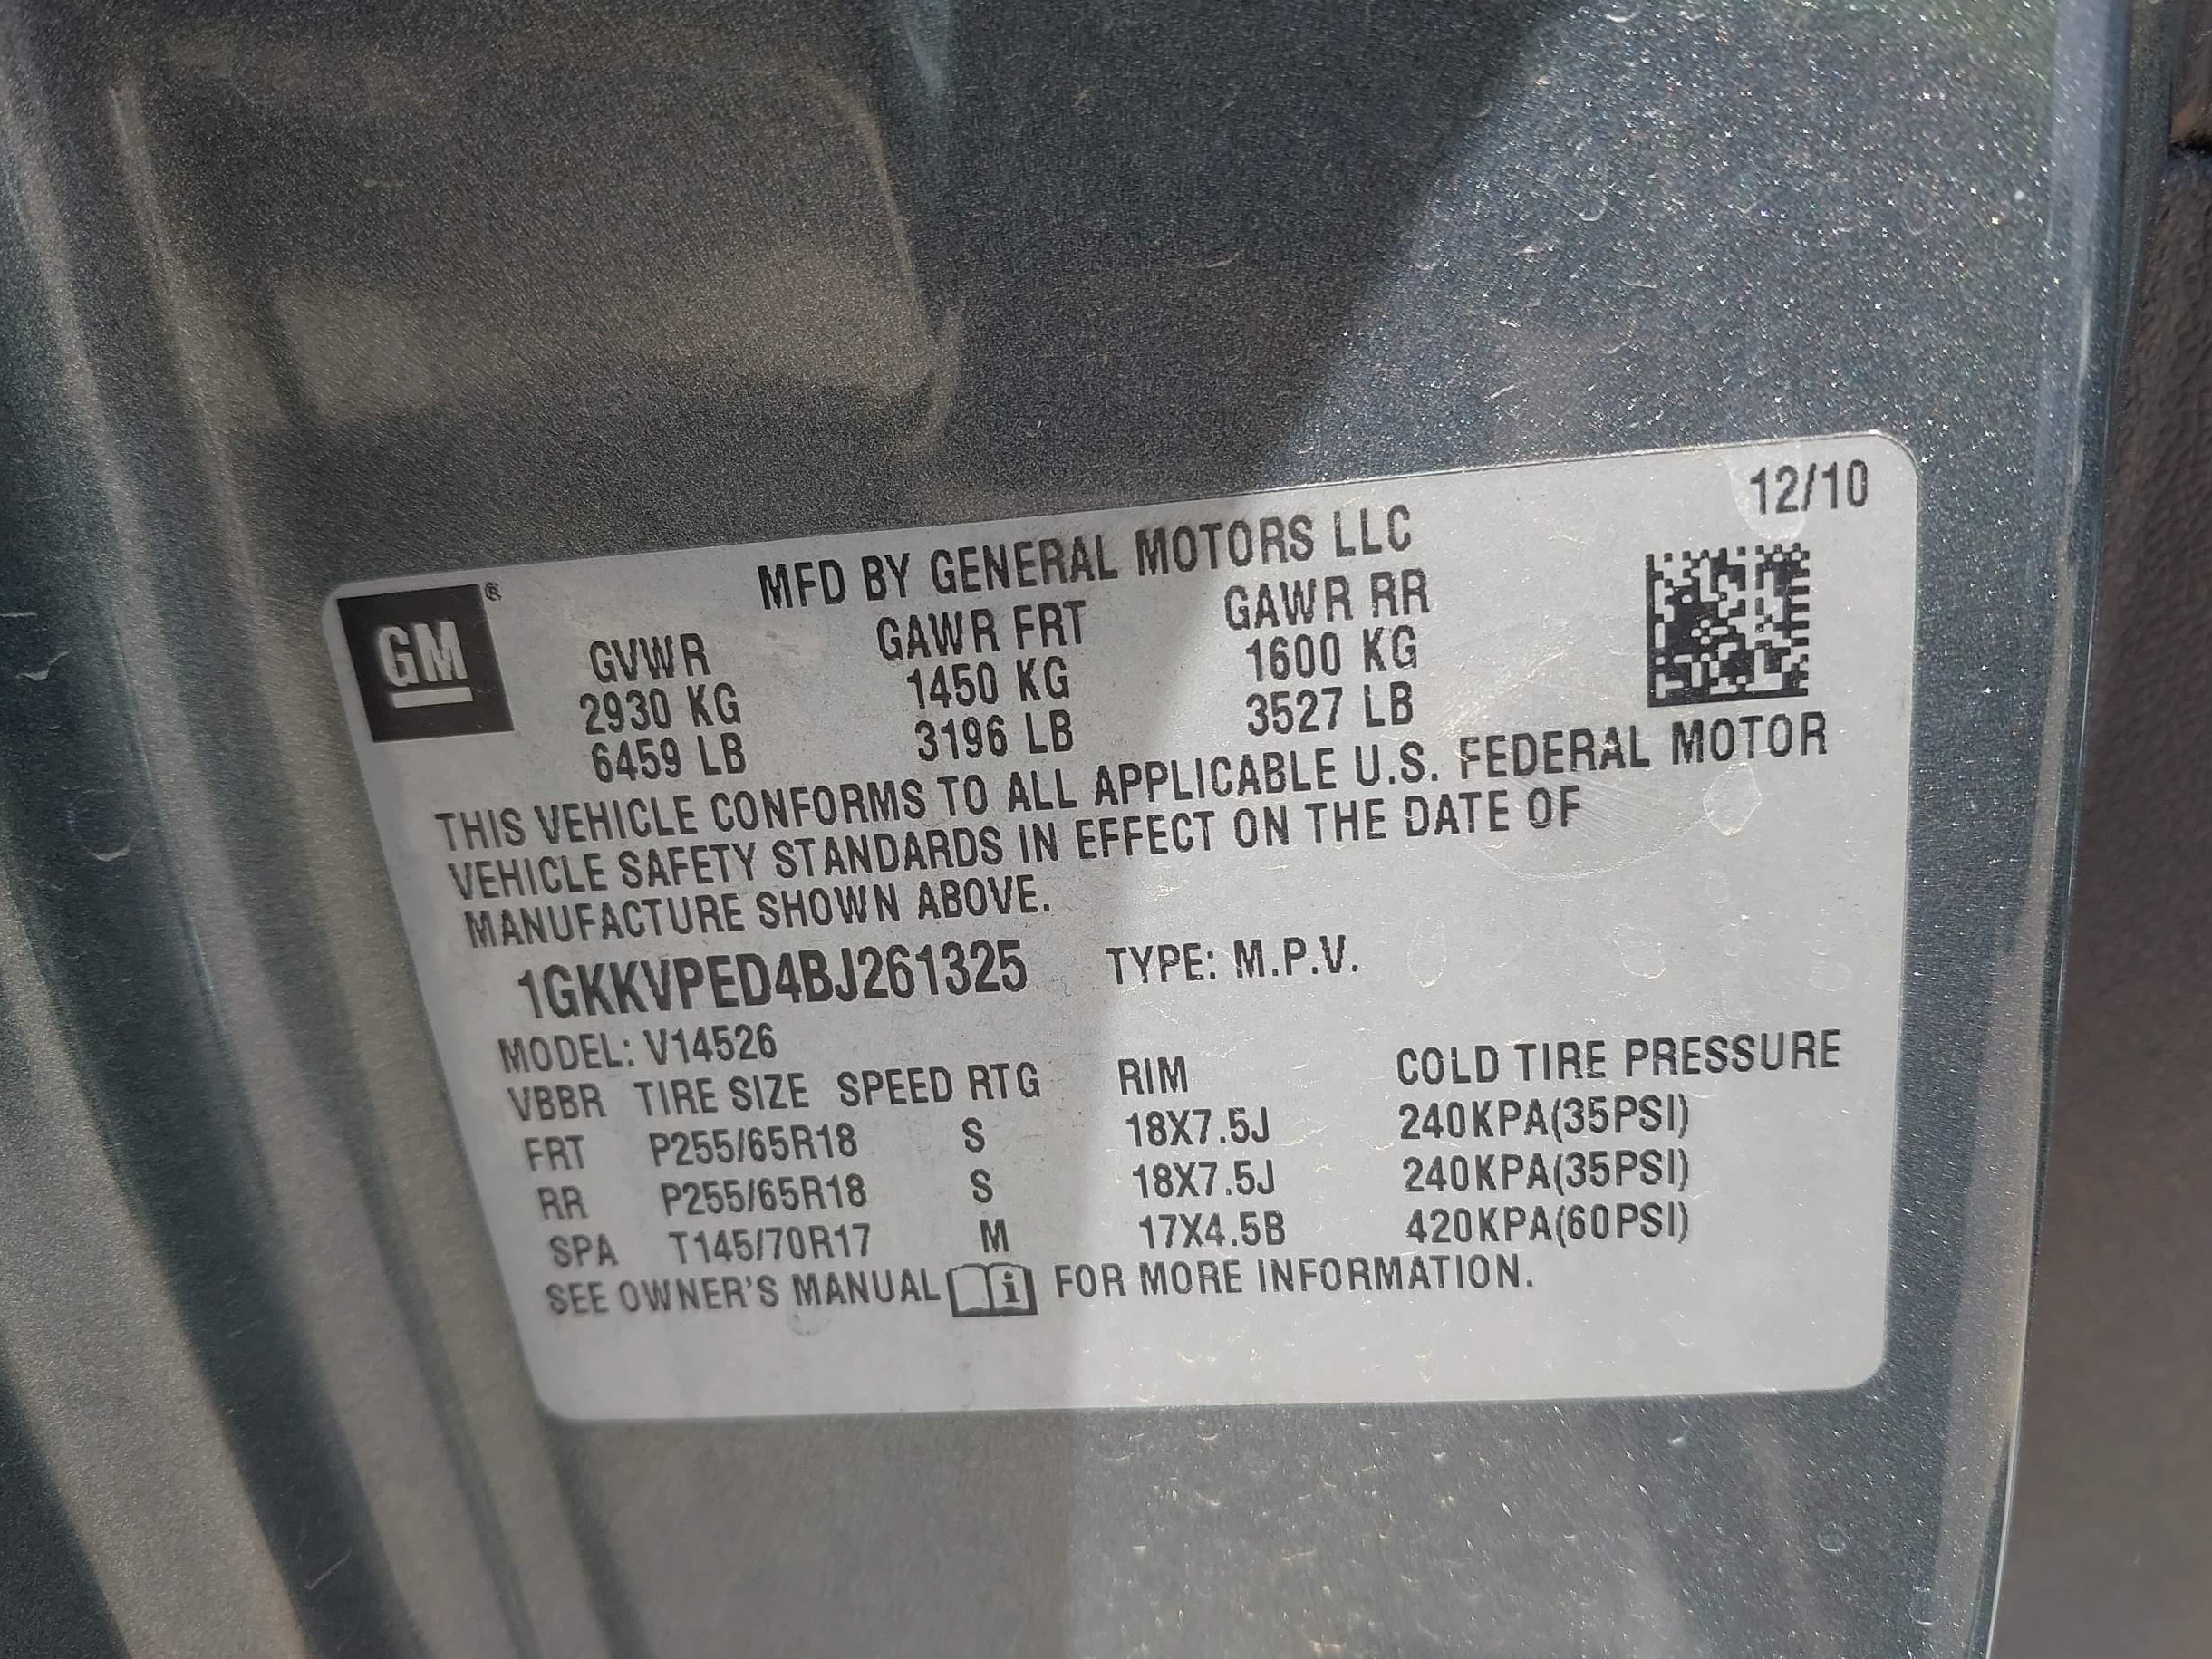 12/10
MFD BY GENERAL MOTORS LLC
GM ®
GVWR GAWR FRT GAWR RR
2930 KG 1450 KG 1600 KG
6459 LB 3196 LB 3527 LB
THIS VEHICLE CONFORMS TO ALL APPLICABLE U.S. FEDERAL MOTOR
VEHICLE SAFETY STANDARDS IN EFFECT ON THE DATE OF
MANUFACTURE SHOWN ABOVE.
1GKKVPED4BJ261325 TYPE: M.P.V.
MODEL: V14526
VBBR TIRE SIZE SPEED RTG RIM COLD TIRE PRESSURE
FRT P255/65R18 S 18X7.5J 240KPA(35PSI)
RR P255/65R18 S 18X7.5J 240KPA(35PSI)
SPA T145/70R17 M 17X4.5B 420KPA(60PSI)
SEE OWNER'S MANUAL i FOR MORE INFORMATION.